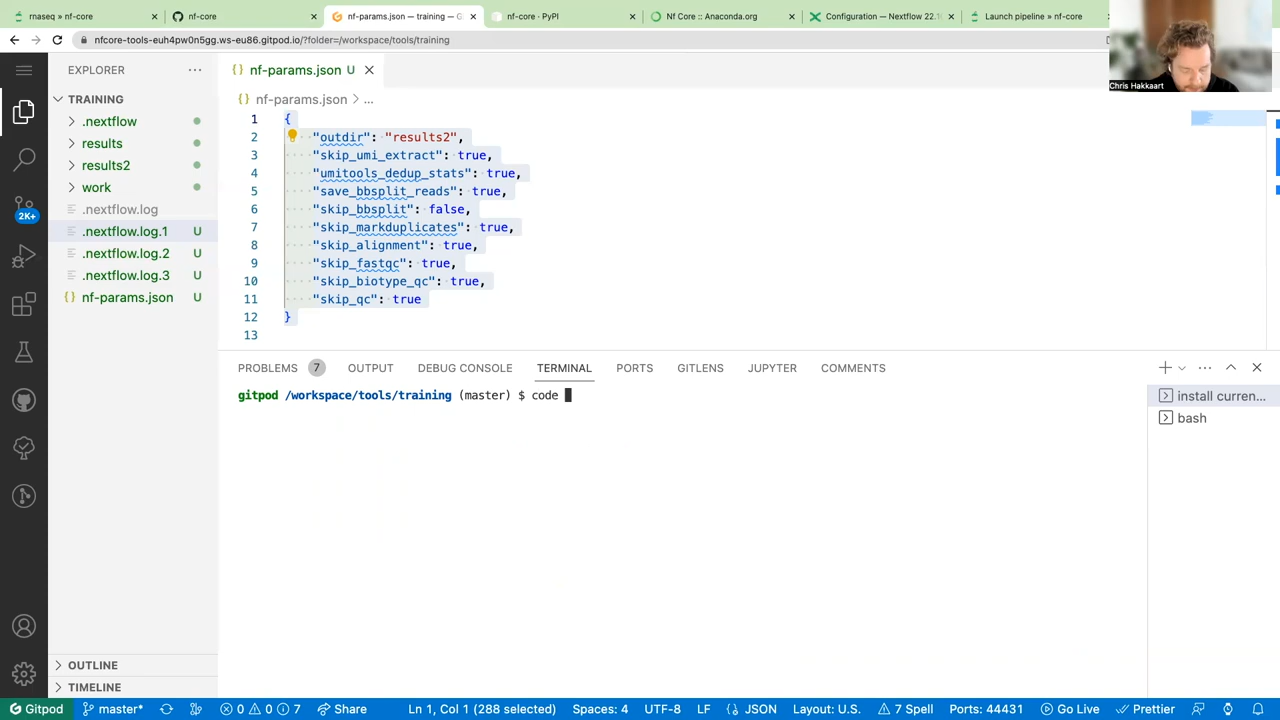 rnaseq » nf-core
nf-core
nf-params.json — training — G
nf-core · PyPI
Nf Core :: Anaconda.org
Configuration — Nextflow 22.1
Launch pipeline » nf-core
nfcore-tools-euh4pw0n5gg.ws-eu86.gitpod.io/?folder=/workspace/tools/training
Chris Hakkaart
EXPLORER
TRAINING
.nextflow
results
results2
work
.nextflow.log
.nextflow.log.1 U
.nextflow.log.2 U
.nextflow.log.3 U
{} nf-params.json U
OUTLINE
TIMELINE
2K+
{} nf-params.json U
{} nf-params.json > ...
1 {
2 "outdir": "results2",
3 "skip_umi_extract": true,
4 "umitools_dedup_stats": true,
5 "save_bbsplit_reads": true,
6 "skip_bbsplit": false,
7 "skip_markduplicates": true,
8 "skip_alignment": true,
9 "skip_fastqc": true,
10 "skip_biotype_qc": true,
11 "skip_qc": true
12 }
13
PROBLEMS 7 OUTPUT DEBUG CONSOLE TERMINAL PORTS GITLENS JUPYTER COMMENTS
gitpod /workspace/tools/training (master) $ code
install curren...
bash
Gitpod master* 0 0 7 Share Ln 1, Col 1 (288 selected) Spaces: 4 UTF-8 LF {} JSON Layout: U.S. 7 Spell Ports: 44431 Go Live Prettier